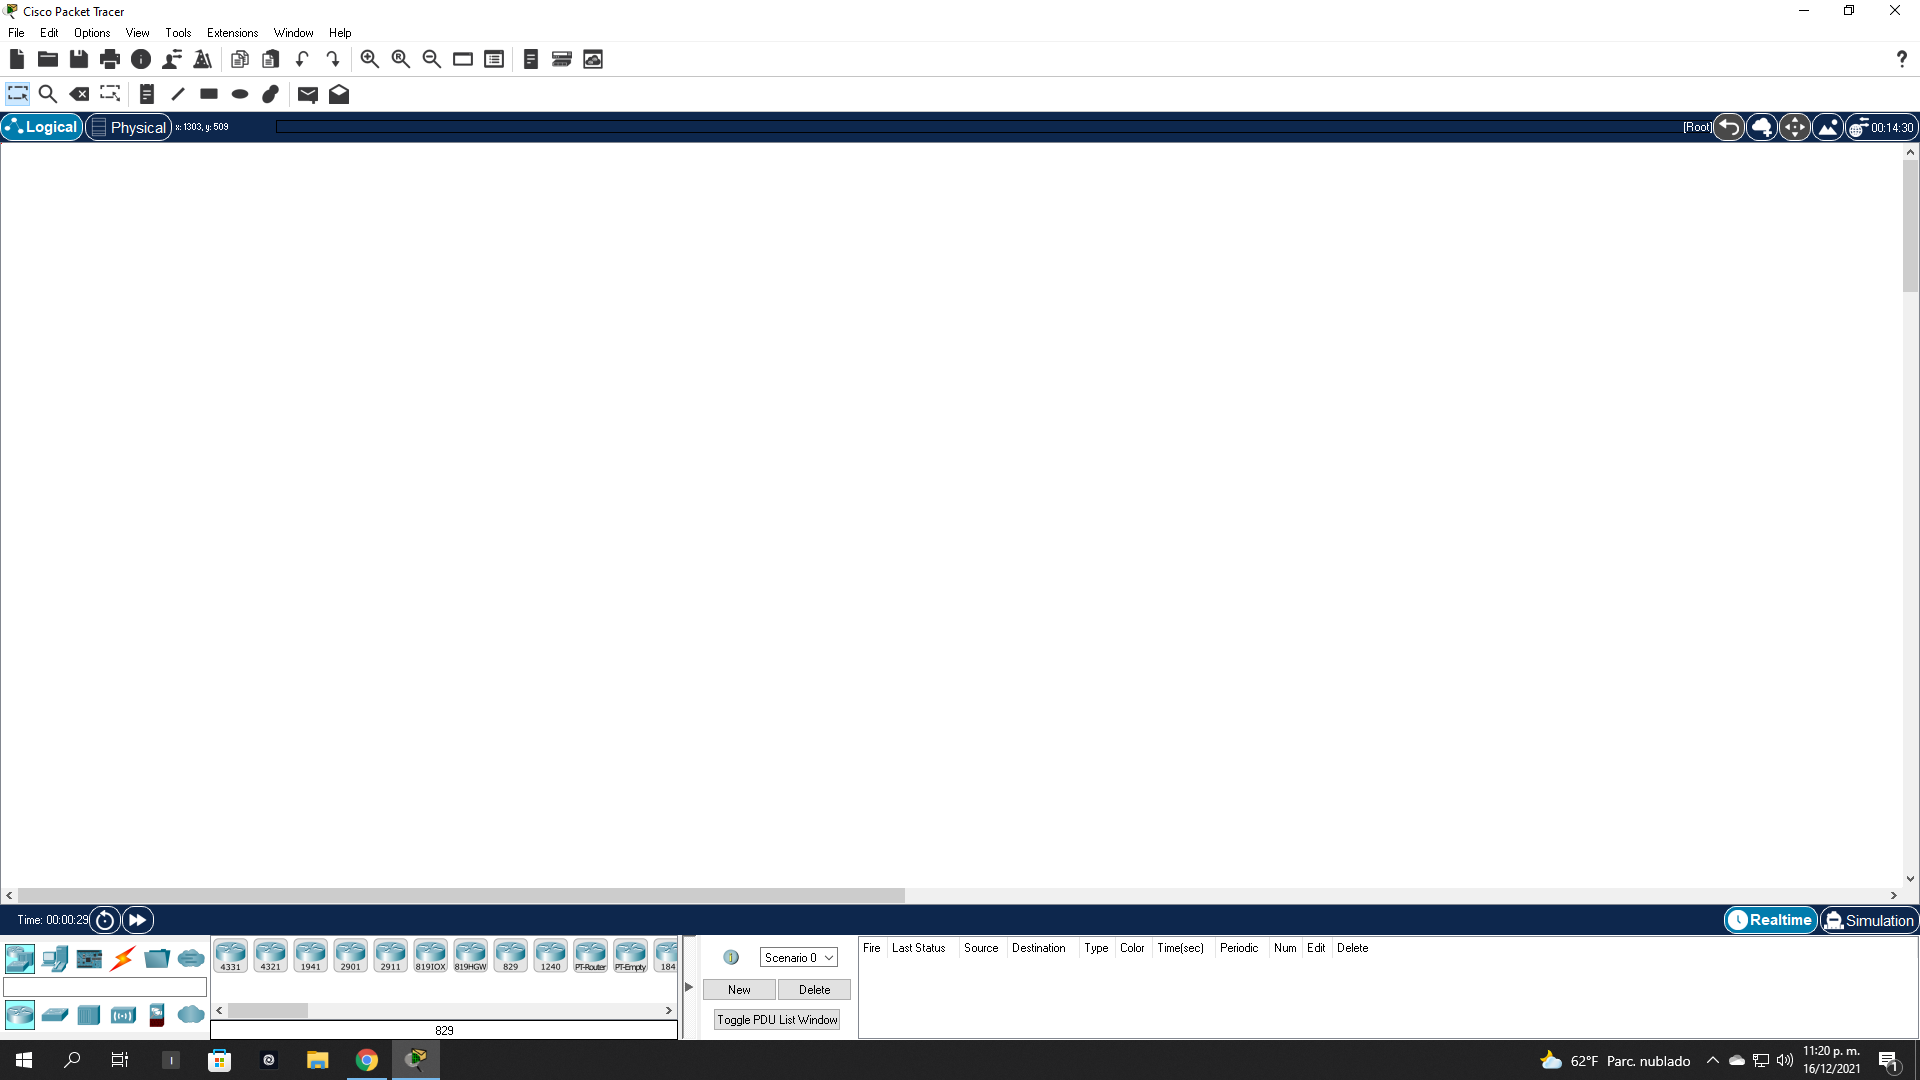 Cisco Packet Tracer
File Edit Options View Tools Extensions Window Help
Logical Physical x: 1303, y: 509 [Root] 00:14:30
Time: 00:00:29 Realtime Simulation
4331 4321 1941 2901 2911 819IOX 819HGW 829 1240 PT-Router PT-Empty 184
829
Scenario 0
New Delete
Toggle PDU List Window
Fire Last Status Source Destination Type Color Time(sec) Periodic Num Edit Delete
62°F Parc. nublado
11:20 p. m.
16/12/2021
1